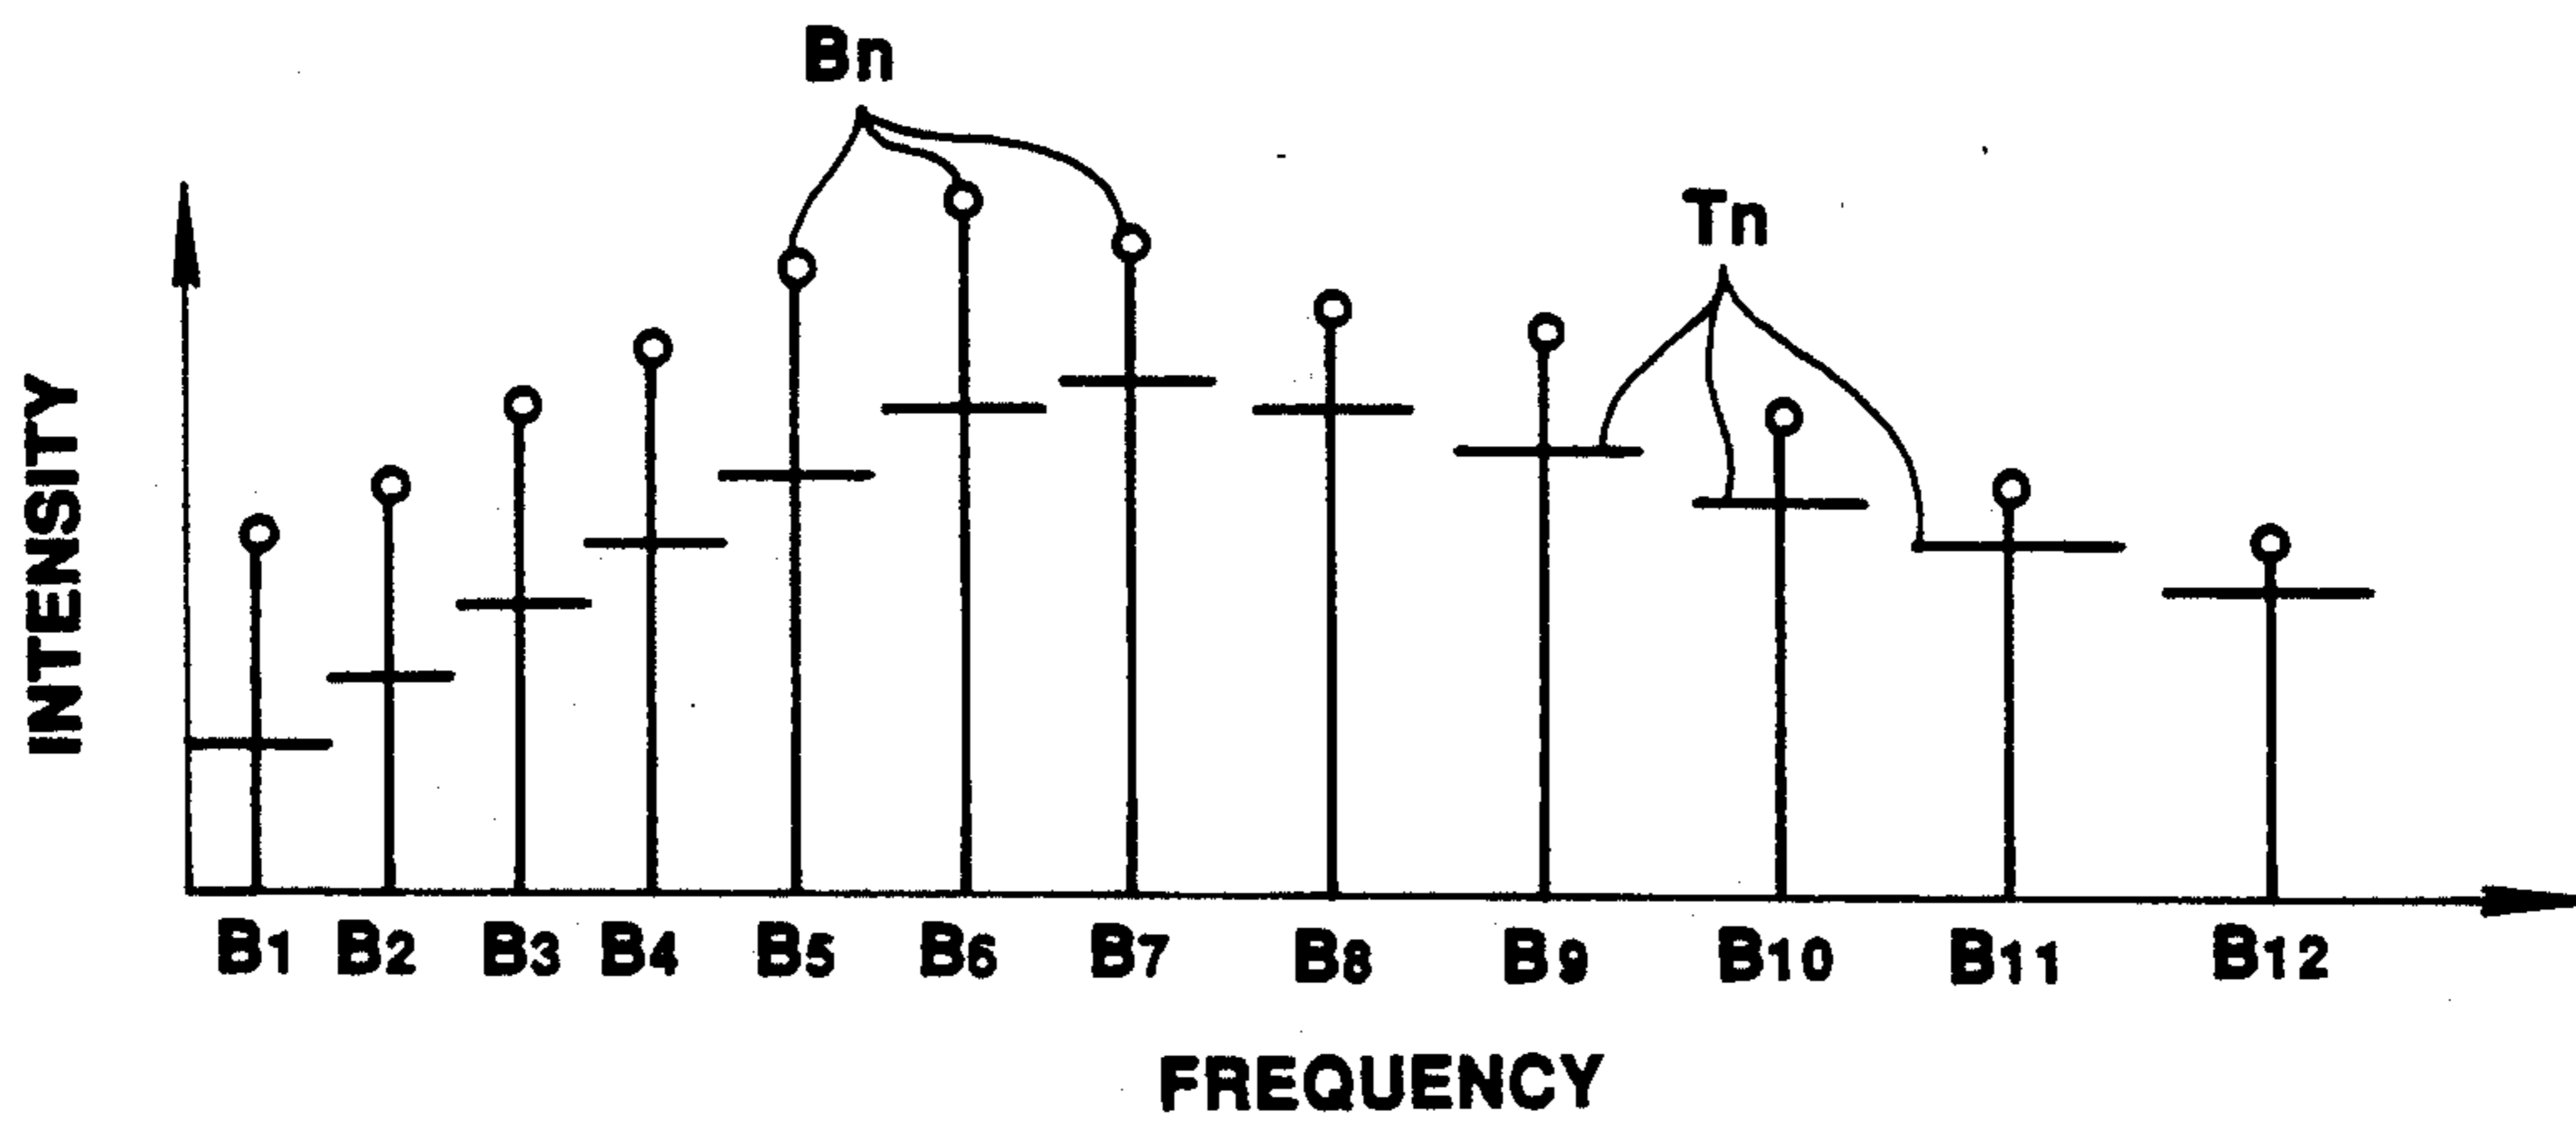 Bn
Tn
INTENSITY
B1 B2 B3 B4 B5 B6 B7 B8 B9 B10 B11 B12
FREQUENCY